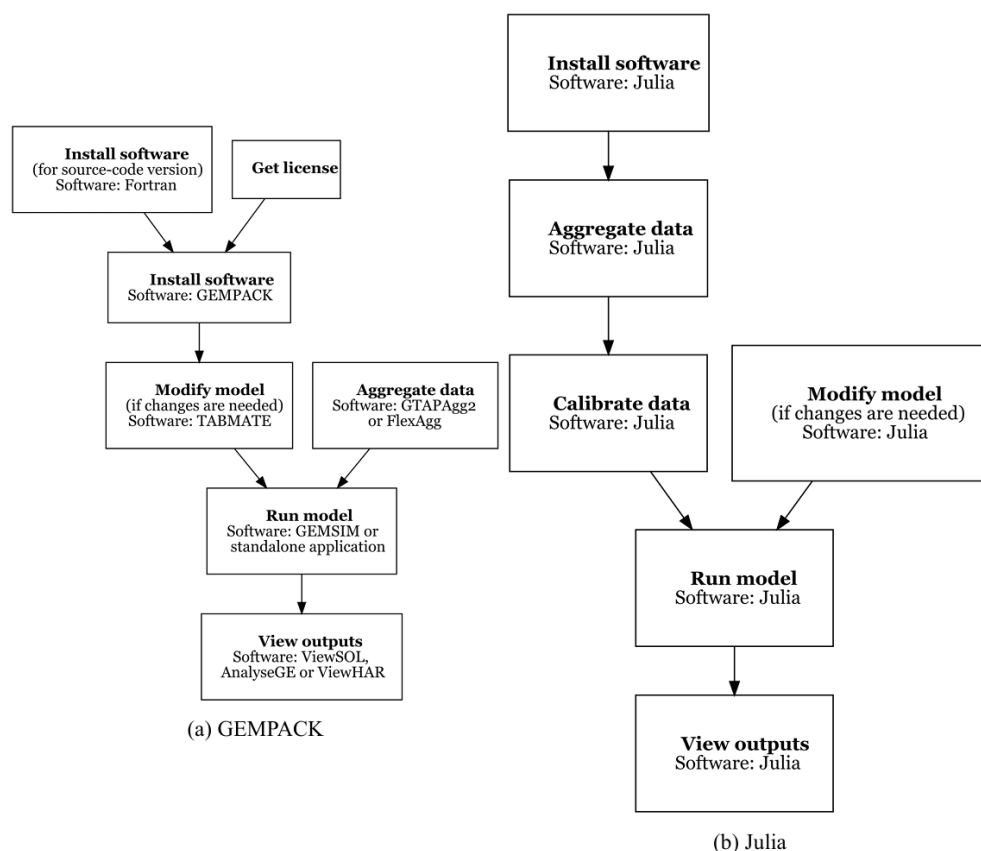 Install software
(for source-code version)
Software: Fortran
Get license
Install software
Software: GEMPACK
Modify model
(if changes are needed)
Software: TABMATE
Aggregate data
Software: GTAPAgg2
or FlexAgg
Run model
Software: GEMSIM or
standalone application
View outputs
Software: ViewSOL,
AnalyseGE or ViewHAR
(a) GEMPACK
Install software
Software: Julia
Aggregate data
Software: Julia
Calibrate data
Software: Julia
Modify model
(if changes are needed)
Software: Julia
Run model
Software: Julia
View outputs
Software: Julia
(b) Julia